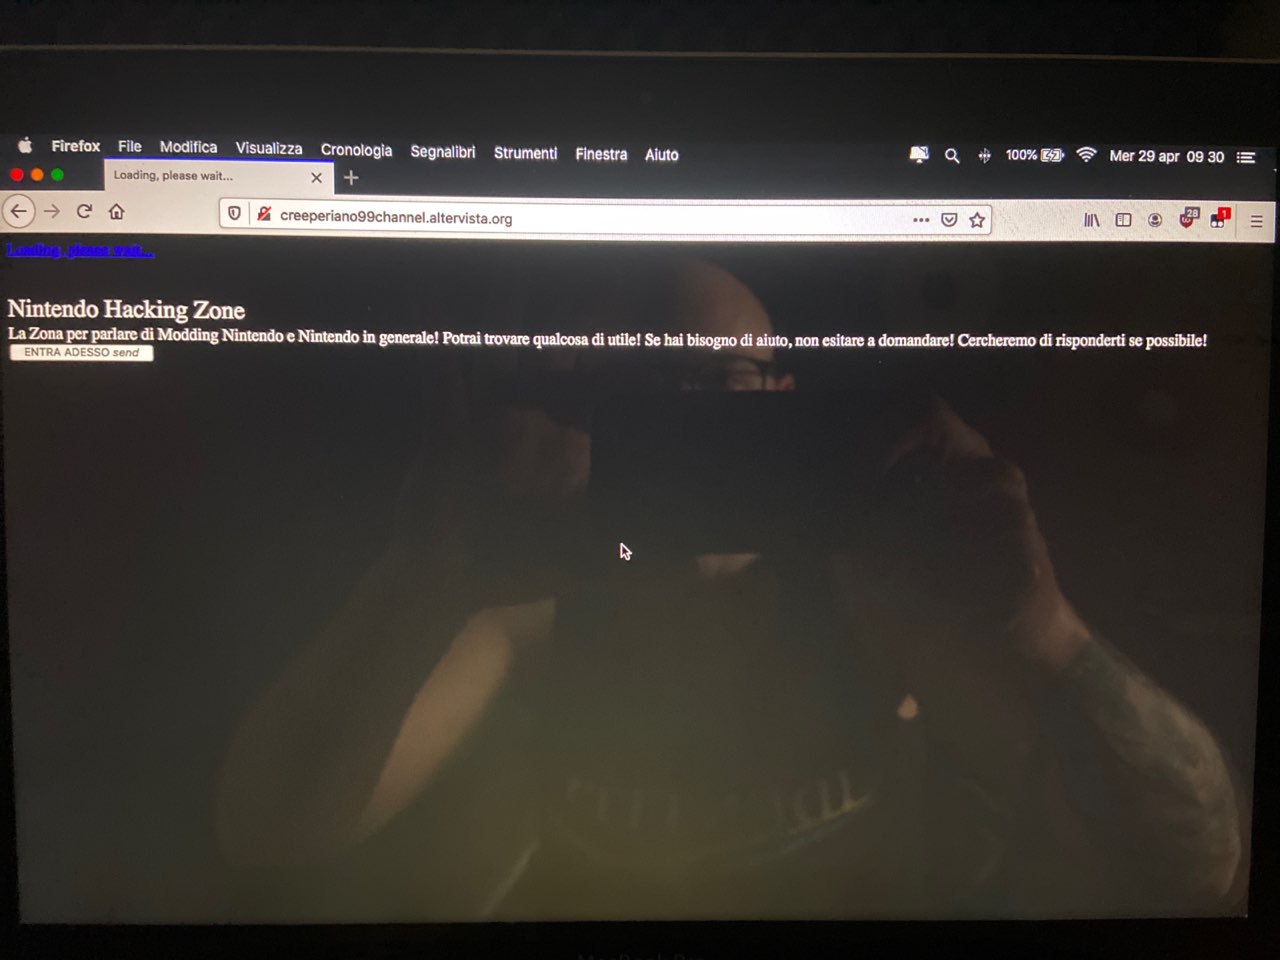 Firefox File Modifica Visualizza Cronologia Segnalibri Strumenti Finestra Aiuto 100% Mer 29 apr 09 30
Loading, please wait...
creeperiano99channel.altervista.org 28 1
Loading, please wait...
Nintendo Hacking Zone
La Zona per parlare di Modding Nintendo e Nintendo in generale! Potrai trovare qualcosa di utile! Se hai bisogno di aiuto, non esitare a domandare! Cercheremo di risponderti se possibile!
ENTRA ADESSO send